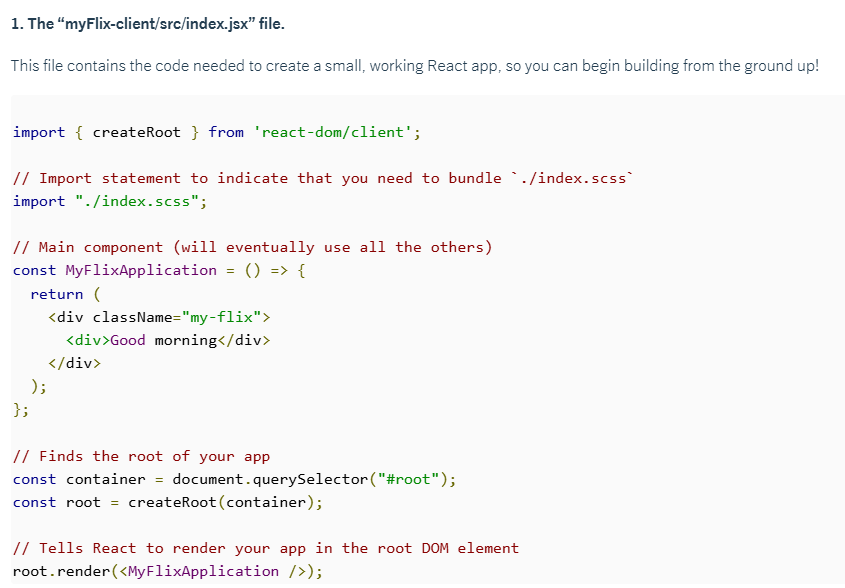 1. The “myFlix-client/src/index.jsx” file.
This file contains the code needed to create a small, working React app, so you can begin building from the ground up!
import { createRoot } from 'react-dom/client';
// Import statement to indicate that you need to bundle `./index.scss`
import "./index.scss";
// Main component (will eventually use all the others)
const MyFlixApplication = () => {
  return (
    <div className="my-flix">
      <div>Good morning</div>
    </div>
  );
};
// Finds the root of your app
const container = document.querySelector("#root");
const root = createRoot(container);
// Tells React to render your app in the root DOM element
root.render(<MyFlixApplication />);